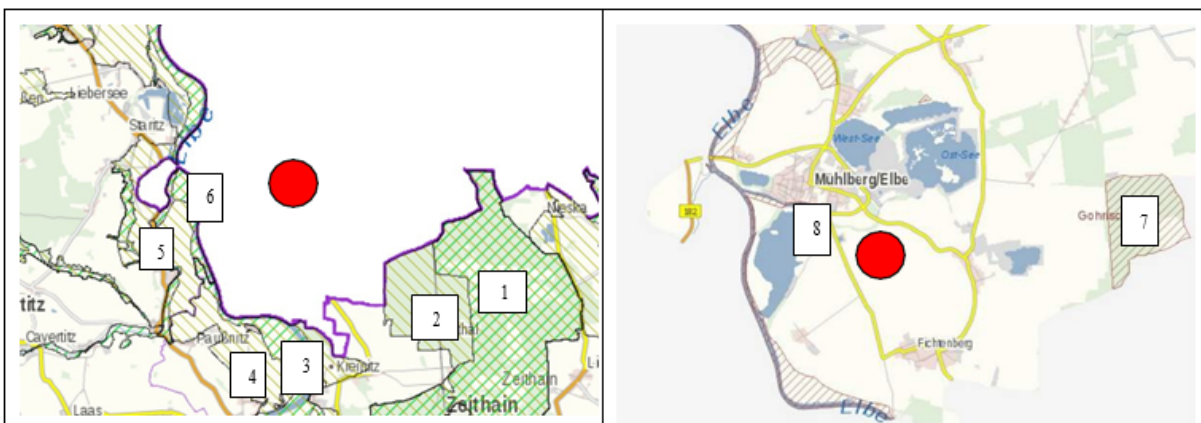 Liebersee
Staritz
Elbe
6
5
1
2
Nieska
titz
Cavertitz
Paußnitz
4
3
Kreinitz
Zeithain
Laas
Zeithain
Elbe
West-See
Ost-See
Mühlberg/Elbe
182
8
7
Fichtenberg
Elbe